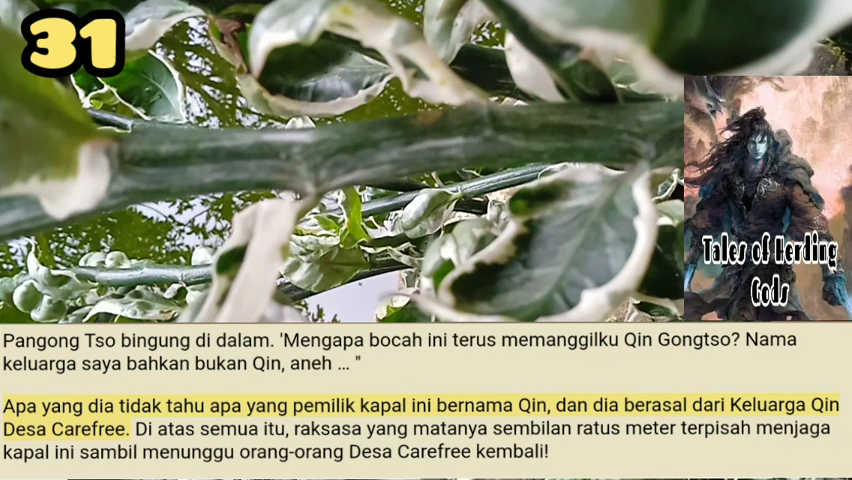 31
Tales of Herding
Gods
Pangong Tso bingung di dalam. 'Mengapa bocah ini terus memanggilku Qin Gongtso? Nama
keluarga saya bahkan bukan Qin, aneh ... "
Apa yang dia tidak tahu apa yang pemilik kapal ini bernama Qin, dan dia berasal dari Keluarga Qin
Desa Carefree. Di atas semua itu, raksasa yang matanya sembilan ratus meter terpisah menjaga
kapal ini sambil menunggu orang-orang Desa Carefree kembali!